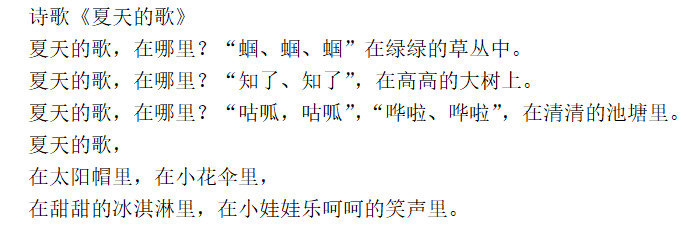 诗歌《夏天的歌》
夏天的歌，在哪里？“蝈、蝈、蝈”在绿绿的草丛中。
夏天的歌，在哪里？“知了、知了”，在高高的大树上。
夏天的歌，在哪里？“咕呱，咕呱”，“哗啦、哗啦”，在清清的池塘里。
夏天的歌，
在太阳帽里，在小花伞里，
在甜甜的冰淇淋里，在小娃娃乐呵呵的笑声里。